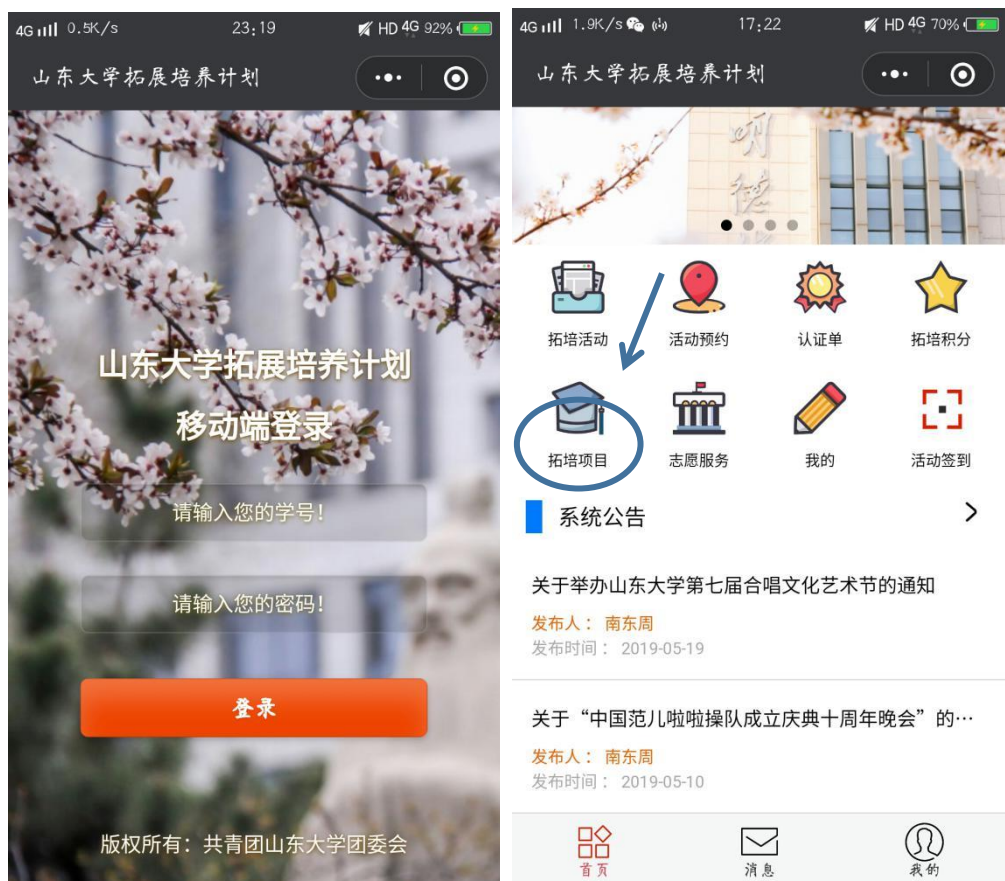 4G 0.5K/s 23:19 HD 4G 92%
山东大学拓展培养计划
山东大学拓展培养计划
移动端登录
请输入您的学号!
请输入您的密码!
登录
版权所有：共青团山东大学团委会
4G 1.9K/s 17:22 HD 4G 70%
山东大学拓展培养计划
明
德
拓培活动 活动预约 认证单 拓培积分
拓培项目 志愿服务 我的 活动签到
系统公告
关于举办山东大学第七届合唱文化艺术节的通知
发布人： 南东周
发布时间： 2019-05-19
关于“中国范儿啦啦操队成立庆典十周年晚会”的…
发布人： 南东周
发布时间： 2019-05-10
首页 消息 我的